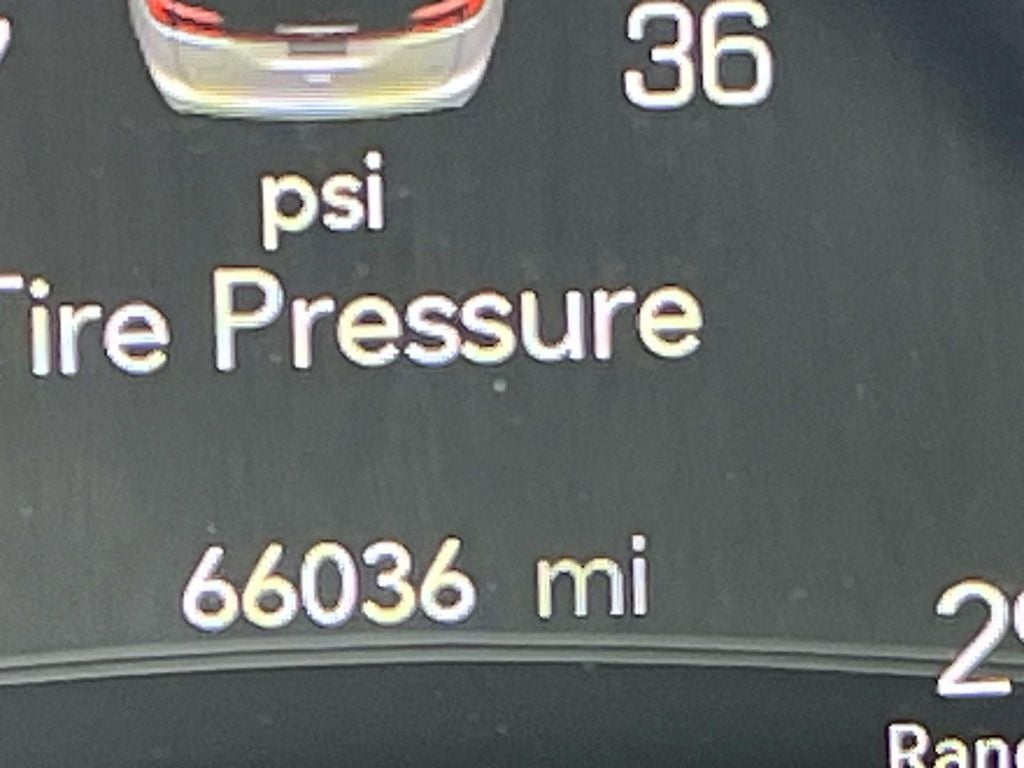 36
psi
Tire Pressure
66036 mi